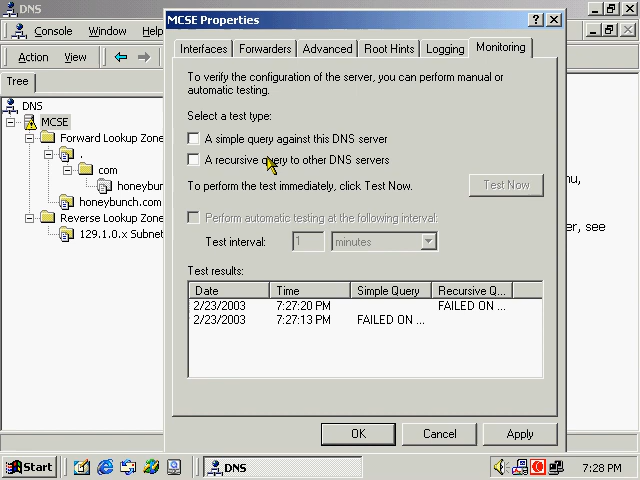 DNS
MCSE Properties
Console Window Help
Action View
Tree
DNS
MCSE
Forward Lookup Zone
.
com
honeybun
honeybunch.com
Reverse Lookup Zone
129.1.0.x Subnet
Interfaces Forwarders Advanced Root Hints Logging Monitoring
To verify the configuration of the server, you can perform manual or
automatic testing.
Select a test type:
A simple query against this DNS server
A recursive query to other DNS servers
To perform the test immediately, click Test Now.
Test Now
Perform automatic testing at the following interval:
Test interval: 1 minutes
Test results:
Date Time Simple Query Recursive Q...
2/23/2003 7:27:20 PM FAILED ON ...
2/23/2003 7:27:13 PM FAILED ON ...
OK Cancel Apply
nu,
er, see
Start DNS 7:28 PM